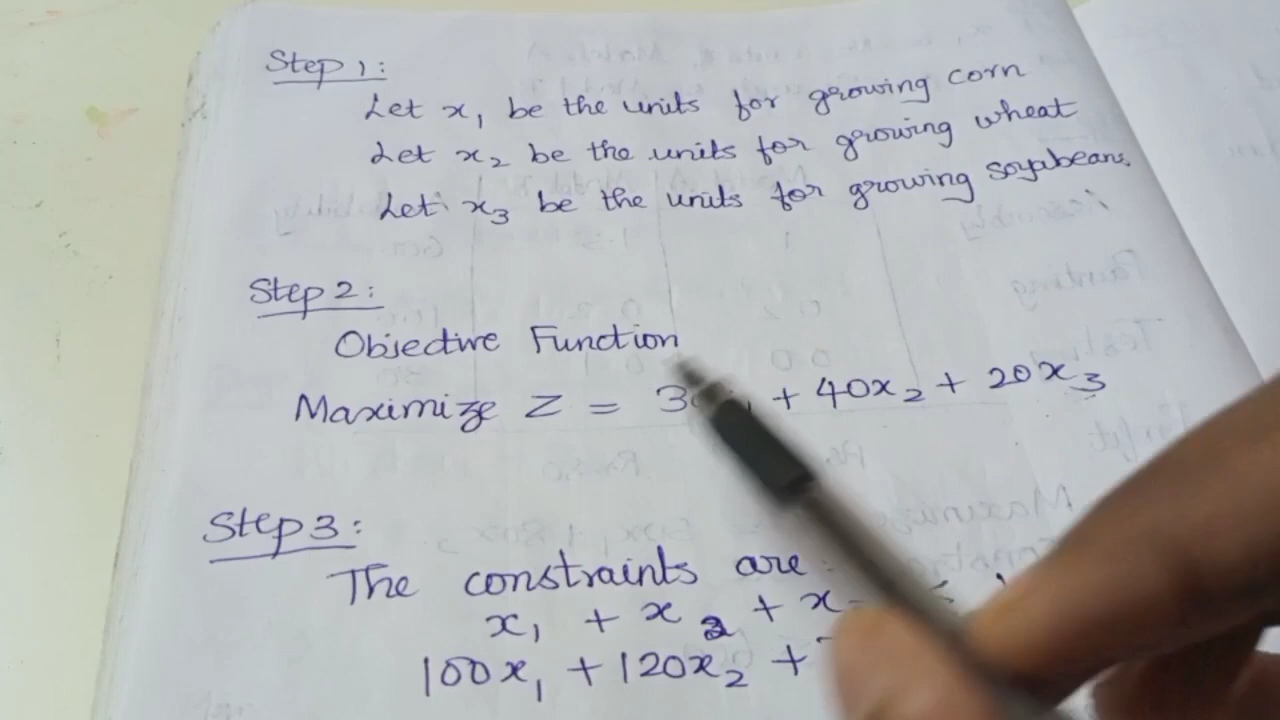 Step 1:
Let x₁ be the units for growing corn
Let x₂ be the units for growing wheat
Let x₃ be the units for growing soyabeans.
Step 2:
Objective Function
Maximize Z = 3 + 40x₂ + 20x₃
Step 3:
The constraints are
x₁ + x₂ + x
100x₁ + 120x₂ +